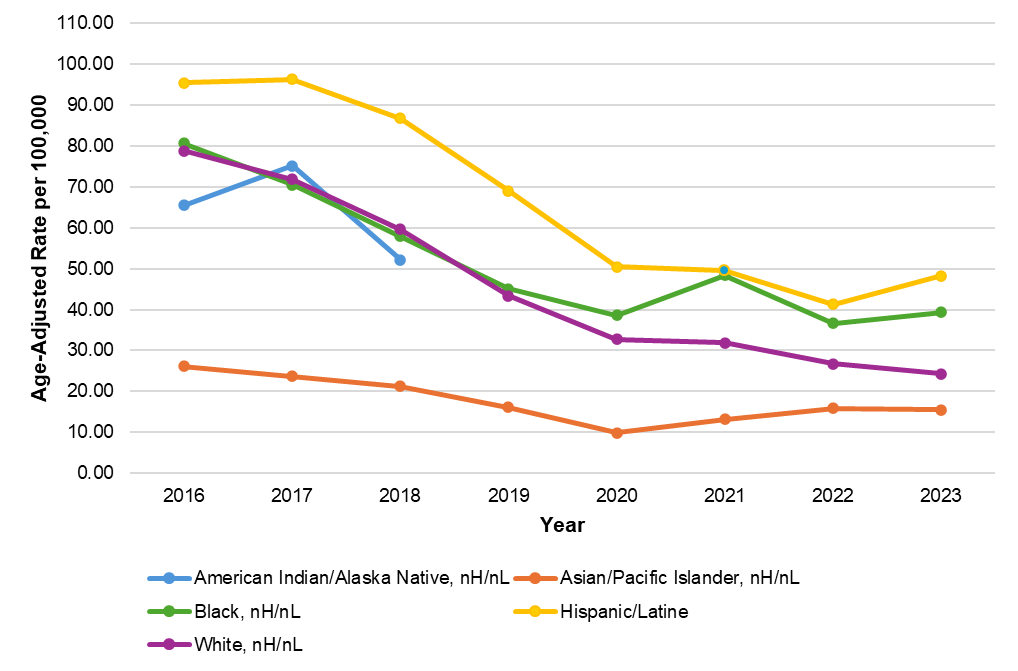 110.00
100.00
90.00
80.00
70.00
60.00
50.00
40.00
30.00
20.00
10.00
0.00
Age-Adjusted Rate per 100,000
2016 2017 2018 2019 2020 2021 2022 2023
Year
American Indian/Alaska Native, nH/nL Asian/Pacific Islander, nH/nL
Black, nH/nL Hispanic/Latine
White, nH/nL